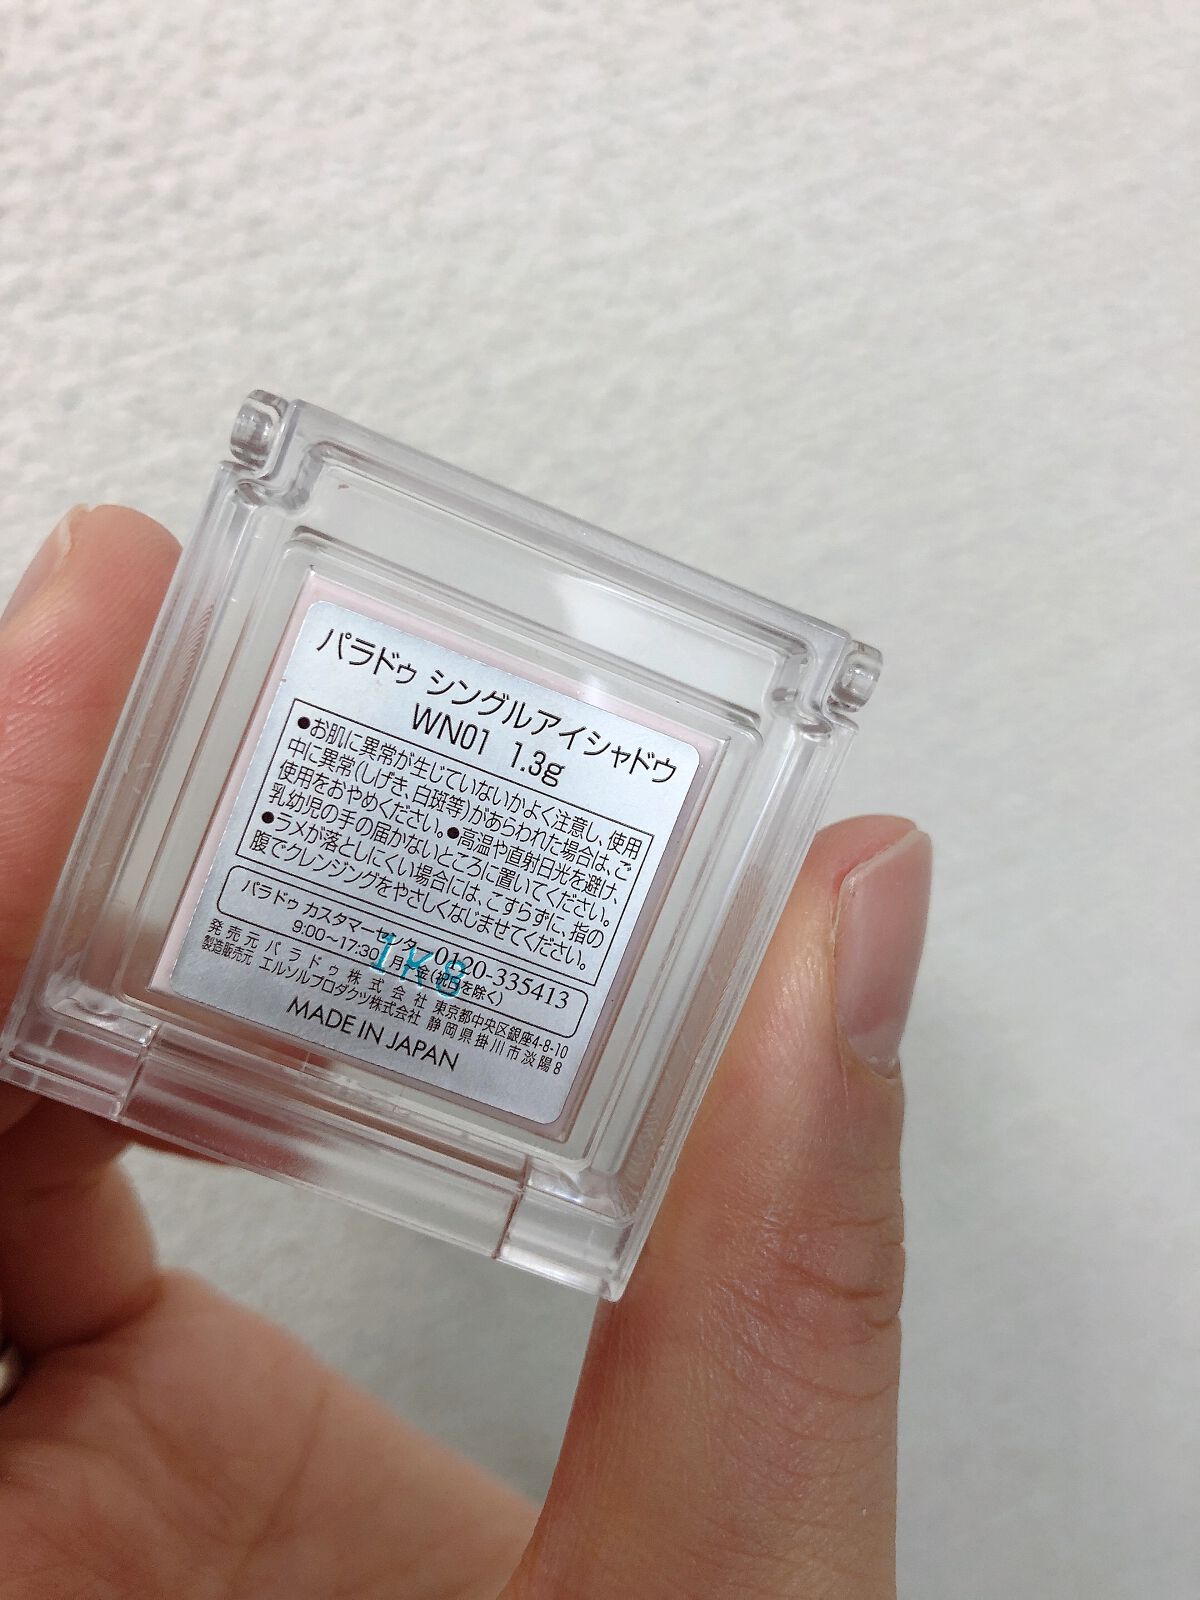 パラドゥ シングルアイシャドウ
WN01 1.3g
●お肌に異常が生じていないかよく注意し、使用
中に異常(しげき、白斑等)があらわれた場合は、ご
使用をおやめください。●高温や直射日光を避け、
乳幼児の手の届かないところに置いてください。
●ラメが落としにくい場合には、こすらずに、指の
腹でクレンジングをやさしくなじませてください。
パラドゥ カスタマーセンター 0120-335413
9:00~17:30 月~金(祝日を除く)
1K8
発売元 パラドゥ株式会社 東京都中央区銀座4-8-10
製造販売元 エルソルプロダクツ株式会社 静岡県掛川市淡陽8
MADE IN JAPAN